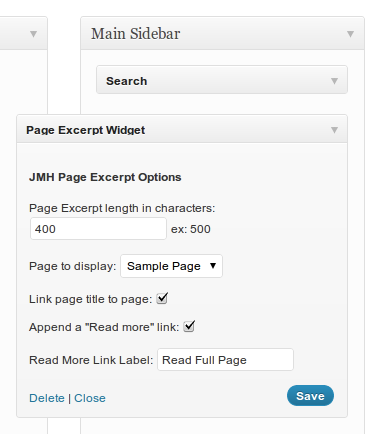 Main Sidebar
Search
Page Excerpt Widget
JMH Page Excerpt Options
Page Excerpt length in characters:
400 ex: 500
Page to display: Sample Page
Link page title to page:
Append a "Read more" link:
Read More Link Label: Read Full Page
Delete | Close Save